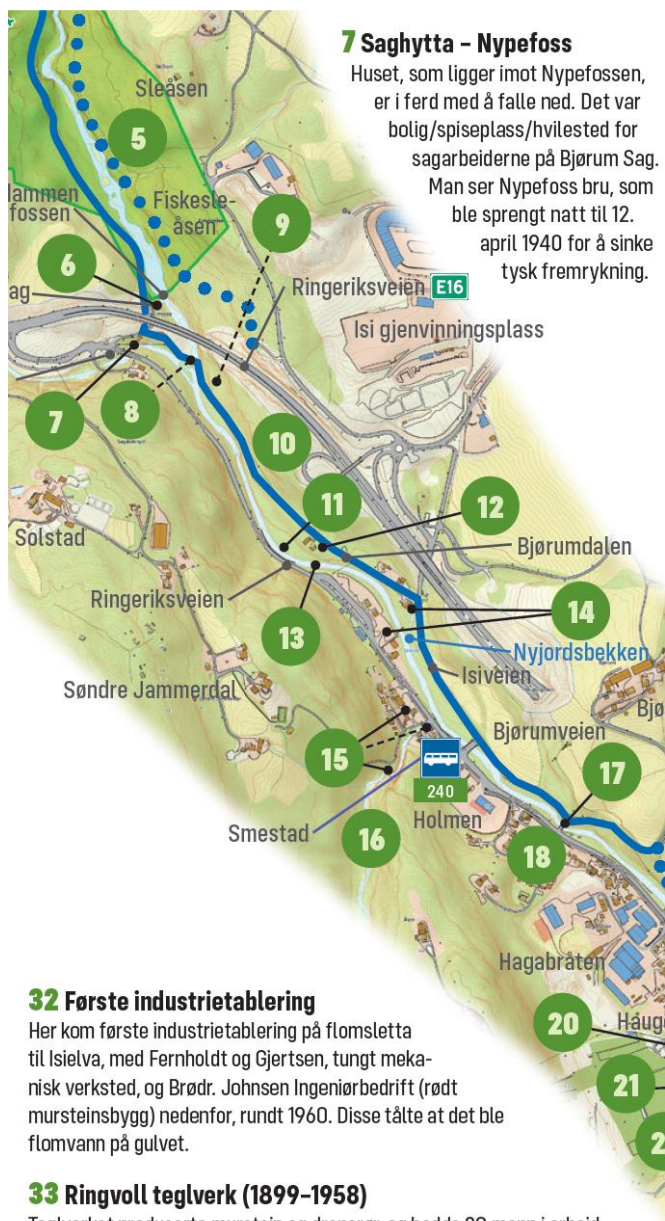 7 Saghytta – Nypefoss
Huset, som ligger imot Nypefossen,
er i ferd med å falle ned. Det var
bolig/spiseplass/hvilested for
sagarbeiderne på Bjørum Sag.
Man ser Nypefoss bru, som
ble sprengt natt til 12.
april 1940 for å sinke
tysk fremrykning.
Sleåsen
5
lammen
fossen
Fiskesle-
åsen
9
6
ag
Ringeriksveien E16
Isi gjenvinningsplass
7
8
10
11
12
Solstad
Bjørumdalen
Ringeriksveien
13
14
Nyjordsbekken
Isiveien
Søndre Jammerdal
Bjø
Bjørumveien
15
17
240
Smestad
16
Holmen
18
Hagabråten
20
Haug
21
2
32 Første industrietablering
Her kom første industrietablering på flomsletta
til Isielva, med Fernholdt og Gjertsen, tungt meka-
nisk verksted, og Brødr. Johnsen Ingeniørbedrift (rødt
mursteinsbygg) nedenfor, rundt 1960. Disse tålte at det ble
flomvann på gulvet.
33 Ringvoll teglverk (1899–1958)